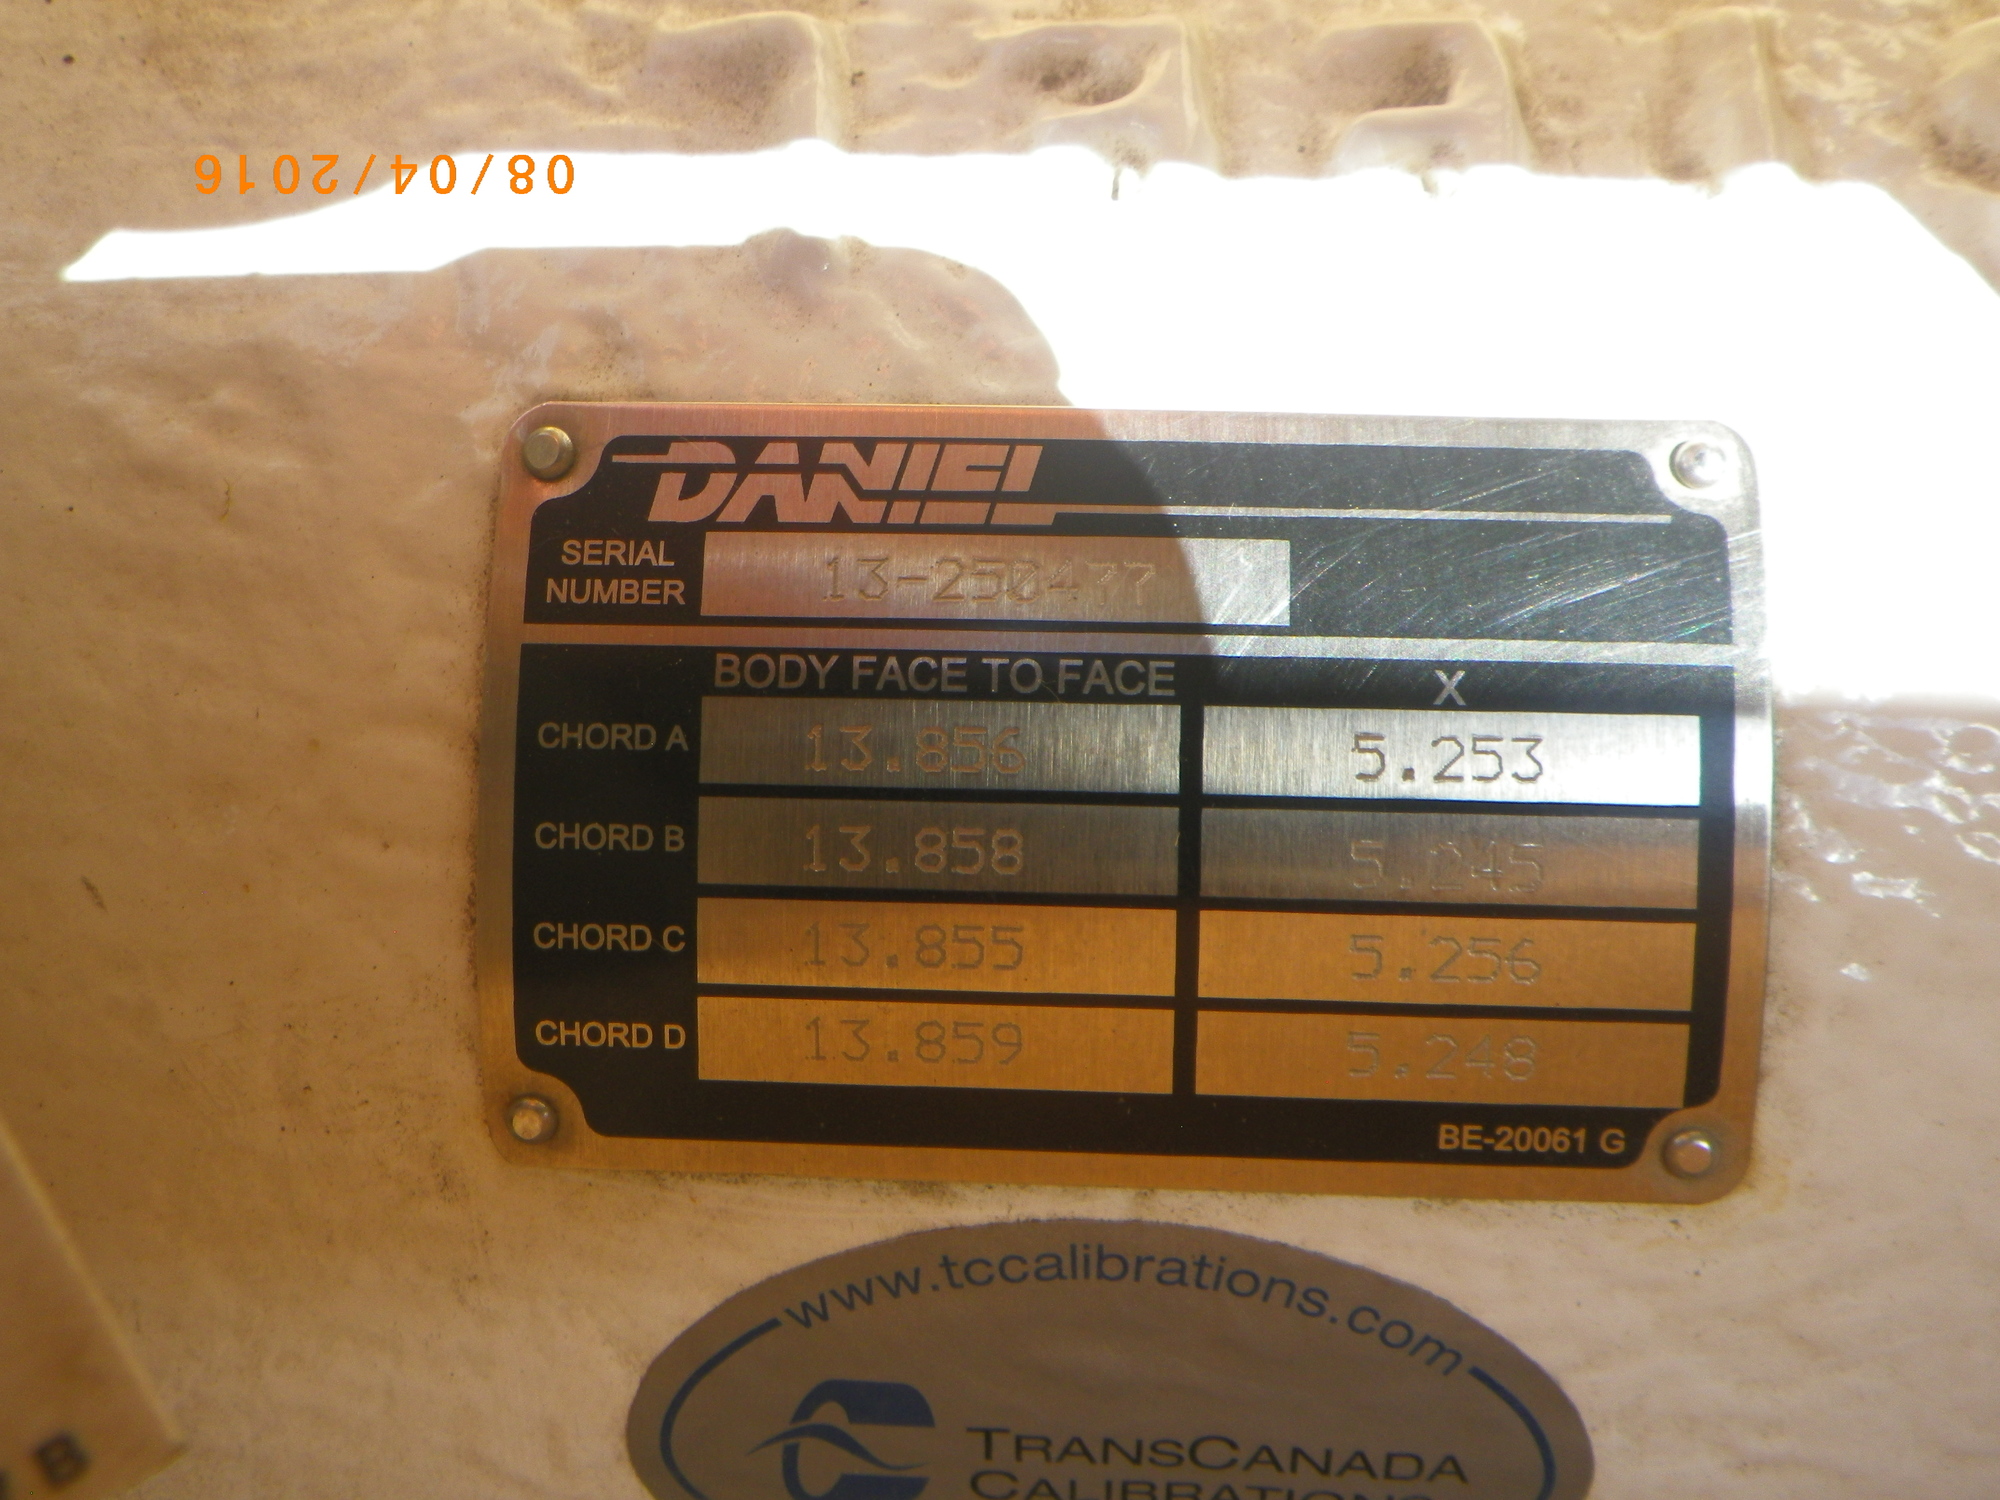 08/04/2016
DANIEL
SERIAL NUMBER 13-250477
BODY FACE TO FACE X
CHORD A 13.856 5.253
CHORD B 13.858 5.245
CHORD C 13.855 5.256
CHORD D 13.859 5.248
BE-20061 G
www.tccalibrations.com
TRANSCANADA
CALIBRATIONS
B